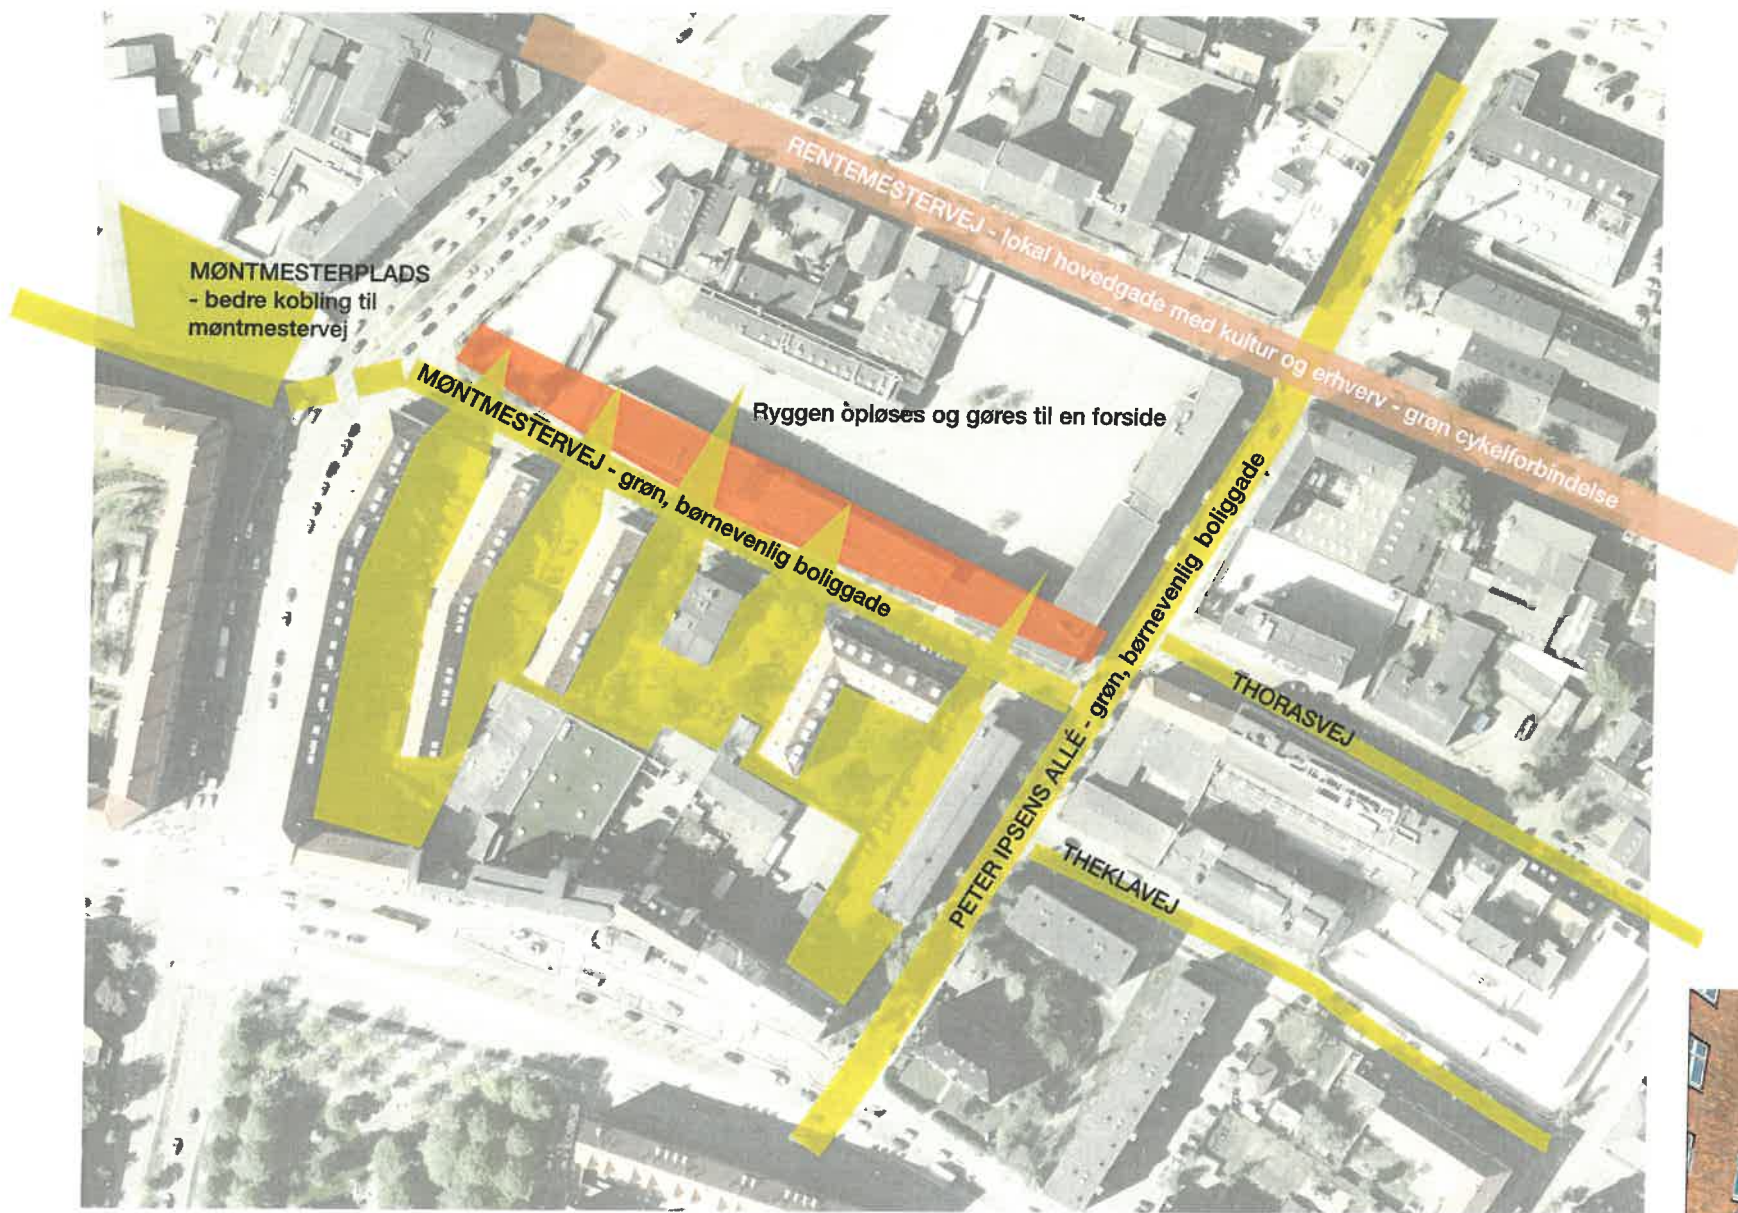 RENTEMESTERVEJ - lokal hovedgade med kultur og erhverv - grøn cykelforbindelse
MØNTMESTERPLADS
- bedre kobling til
møntmestervej
MØNTMESTERVEJ - grøn, børnevenlig boliggade
Ryggen opløses og gøres til en forside
PETER IPSENS ALLÉ - grøn, børnevenlig boliggade
THORASVEJ
THEKLAVEJ